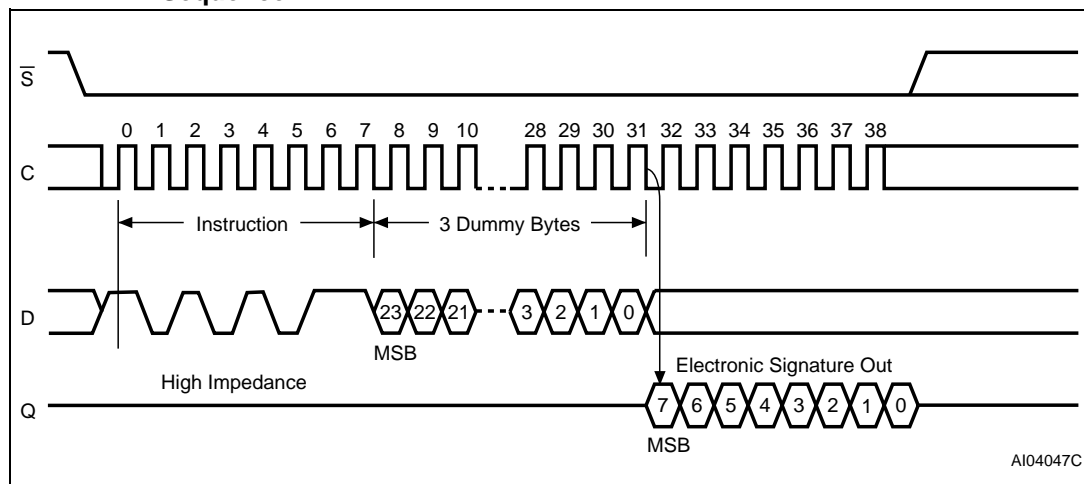 S
0 1 2 3 4 5 6 7 8 9 10 28 29 30 31 32 33 34 35 36 37 38
C
Instruction 3 Dummy Bytes
D 23 22 21 3 2 1 0
MSB
High Impedance Electronic Signature Out
Q 7 6 5 4 3 2 1 0
MSB
AI04047C